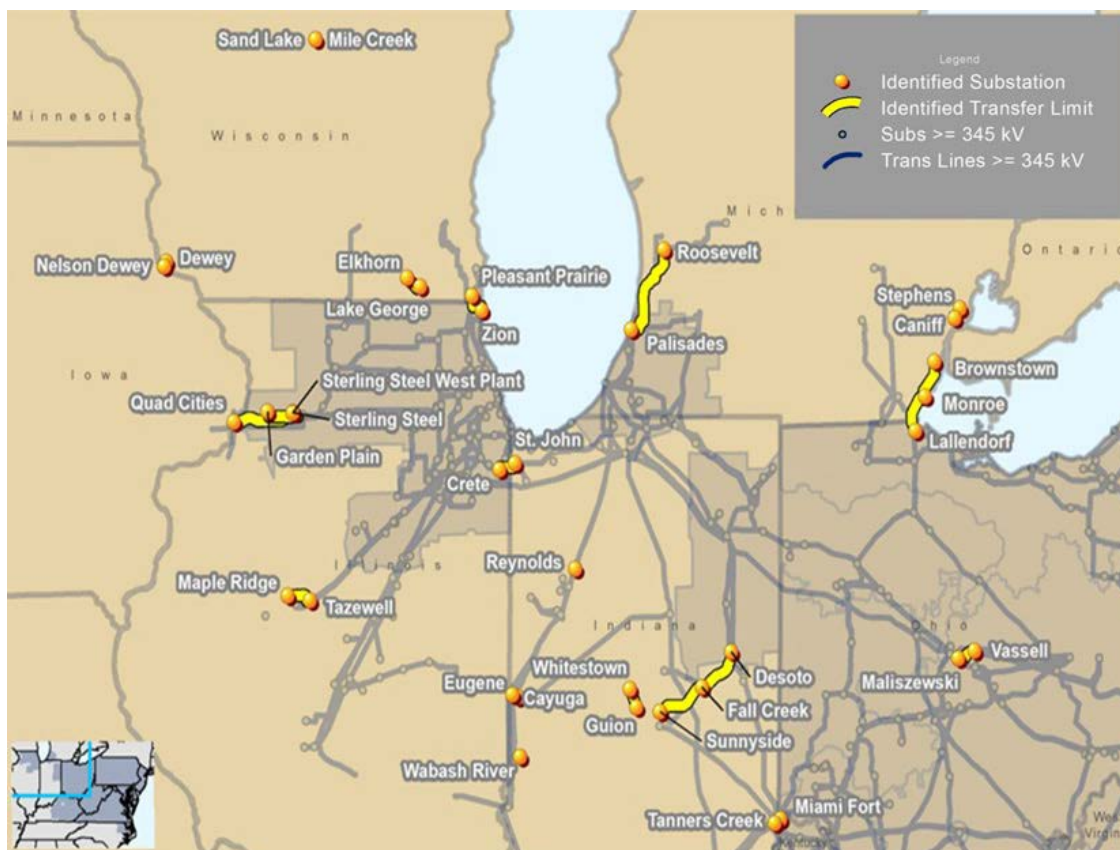 Sand Lake Mile Creek
Legend
Identified Substation
Identified Transfer Limit
Subs >= 345 kV
Trans Lines >= 345 kV
Minnesota
Wisconsin
Mich
Ontario
Nelson Dewey
Dewey
Elkhorn
Pleasant Prairie
Roosevelt
Lake George
Zion
Stephens
Caniff
Palisades
Iowa
Sterling Steel West Plant
Brownstown
Quad Cities
Sterling Steel
Monroe
Garden Plain
St. John
Lallendorf
Crete
Maple Ridge
Illinois
Reynolds
Tazewell
Indiana
Ohio
Whitestown
Desoto
Vassell
Eugene
Cayuga
Fall Creek
Maliszewski
Guion
Sunnyside
Wabash River
Tanners Creek
Miami Fort
Wes
Virgin
Kentucky